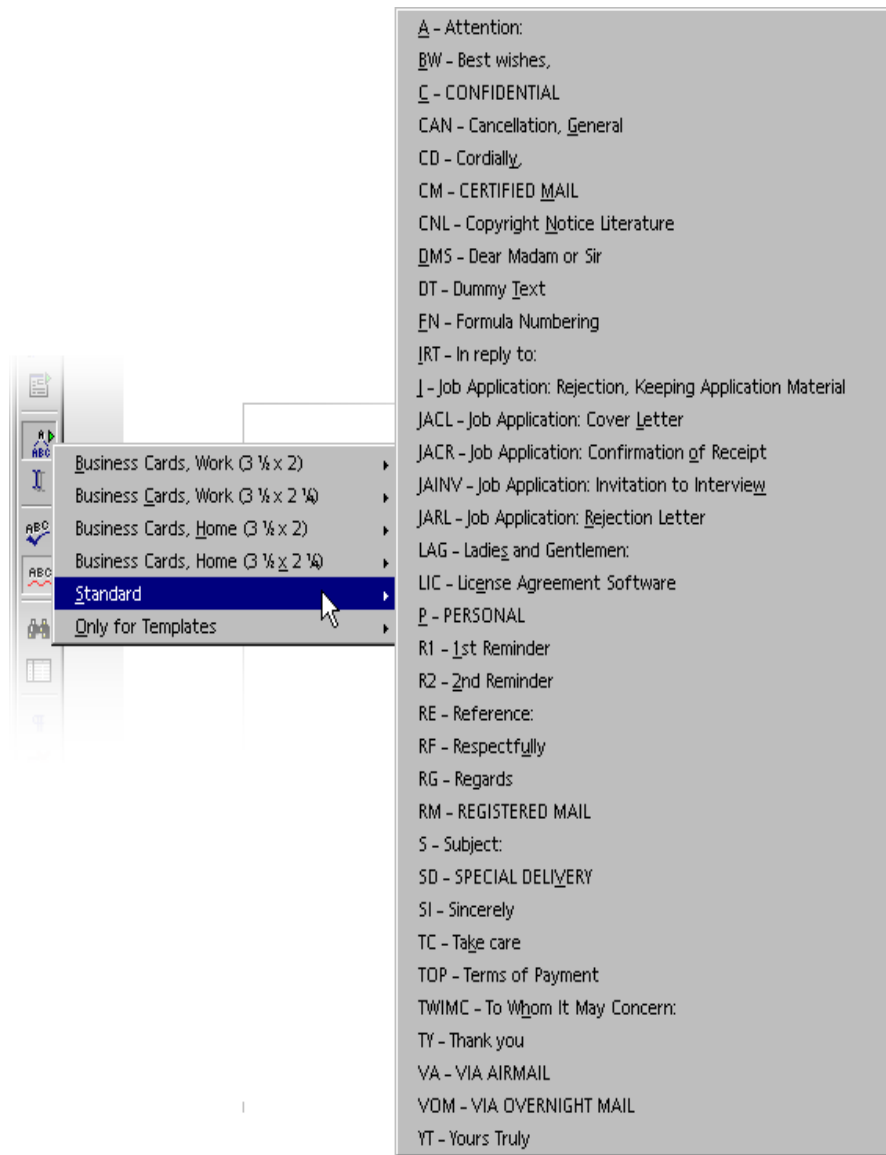 A
ABC
ABC
ABC
Business Cards, Work (3 ½ x 2)
Business Cards, Work (3 ½ x 2 ¼)
Business Cards, Home (3 ½ x 2)
Business Cards, Home (3 ½ x 2 ¼)
Standard
Only for Templates
A - Attention:
BW - Best wishes,
C - CONFIDENTIAL
CAN - Cancellation, General
CD - Cordially,
CM - CERTIFIED MAIL
CNL - Copyright Notice Literature
DMS - Dear Madam or Sir
DT - Dummy Text
FN - Formula Numbering
IRT - In reply to:
J - Job Application: Rejection, Keeping Application Material
JACL - Job Application: Cover Letter
JACR - Job Application: Confirmation of Receipt
JAINV - Job Application: Invitation to Interview
JARL - Job Application: Rejection Letter
LAG - Ladies and Gentlemen:
LIC - License Agreement Software
P - PERSONAL
R1 - 1st Reminder
R2 - 2nd Reminder
RE - Reference:
RF - Respectfully
RG - Regards
RM - REGISTERED MAIL
S - Subject:
SD - SPECIAL DELIVERY
SI - Sincerely
TC - Take care
TOP - Terms of Payment
TWIMC - To Whom It May Concern:
TY - Thank you
VA - VIA AIRMAIL
VOM - VIA OVERNIGHT MAIL
YT - Yours Truly